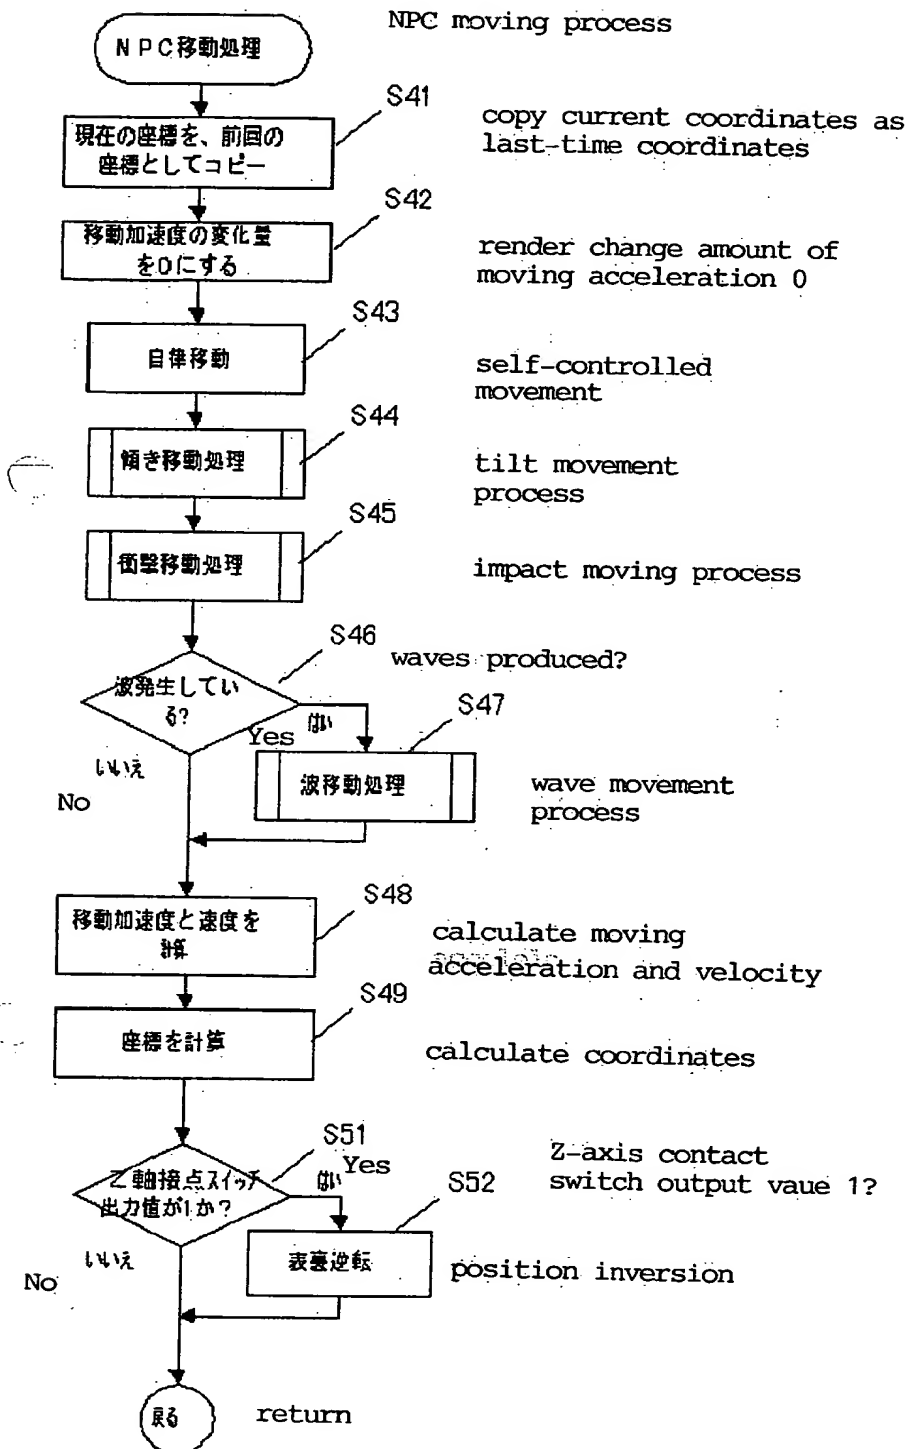 NPC moving process
NPC移動処理
S41
現在の座標を、前回の
座標としてコピー
copy current coordinates as
last-time coordinates
S42
移動加速度の変化量
を0にする
render change amount of
moving acceleration 0
S43
自律移動
self-controlled
movement
S44
傾き移動処理
tilt movement
process
S45
衝撃移動処理
impact moving process
S46
波発生してい
る?
waves produced?
はい
Yes
いいえ
No
S47
波移動処理
wave movement
process
S48
移動加速度と速度を
計算
calculate moving
acceleration and velocity
S49
座標を計算
calculate coordinates
S51
Z軸接点スイッチ
出力値が1か?
はい
Yes
Z-axis contact
switch output vaue 1?
いいえ
No
S52
表裏逆転
position inversion
戻る
return